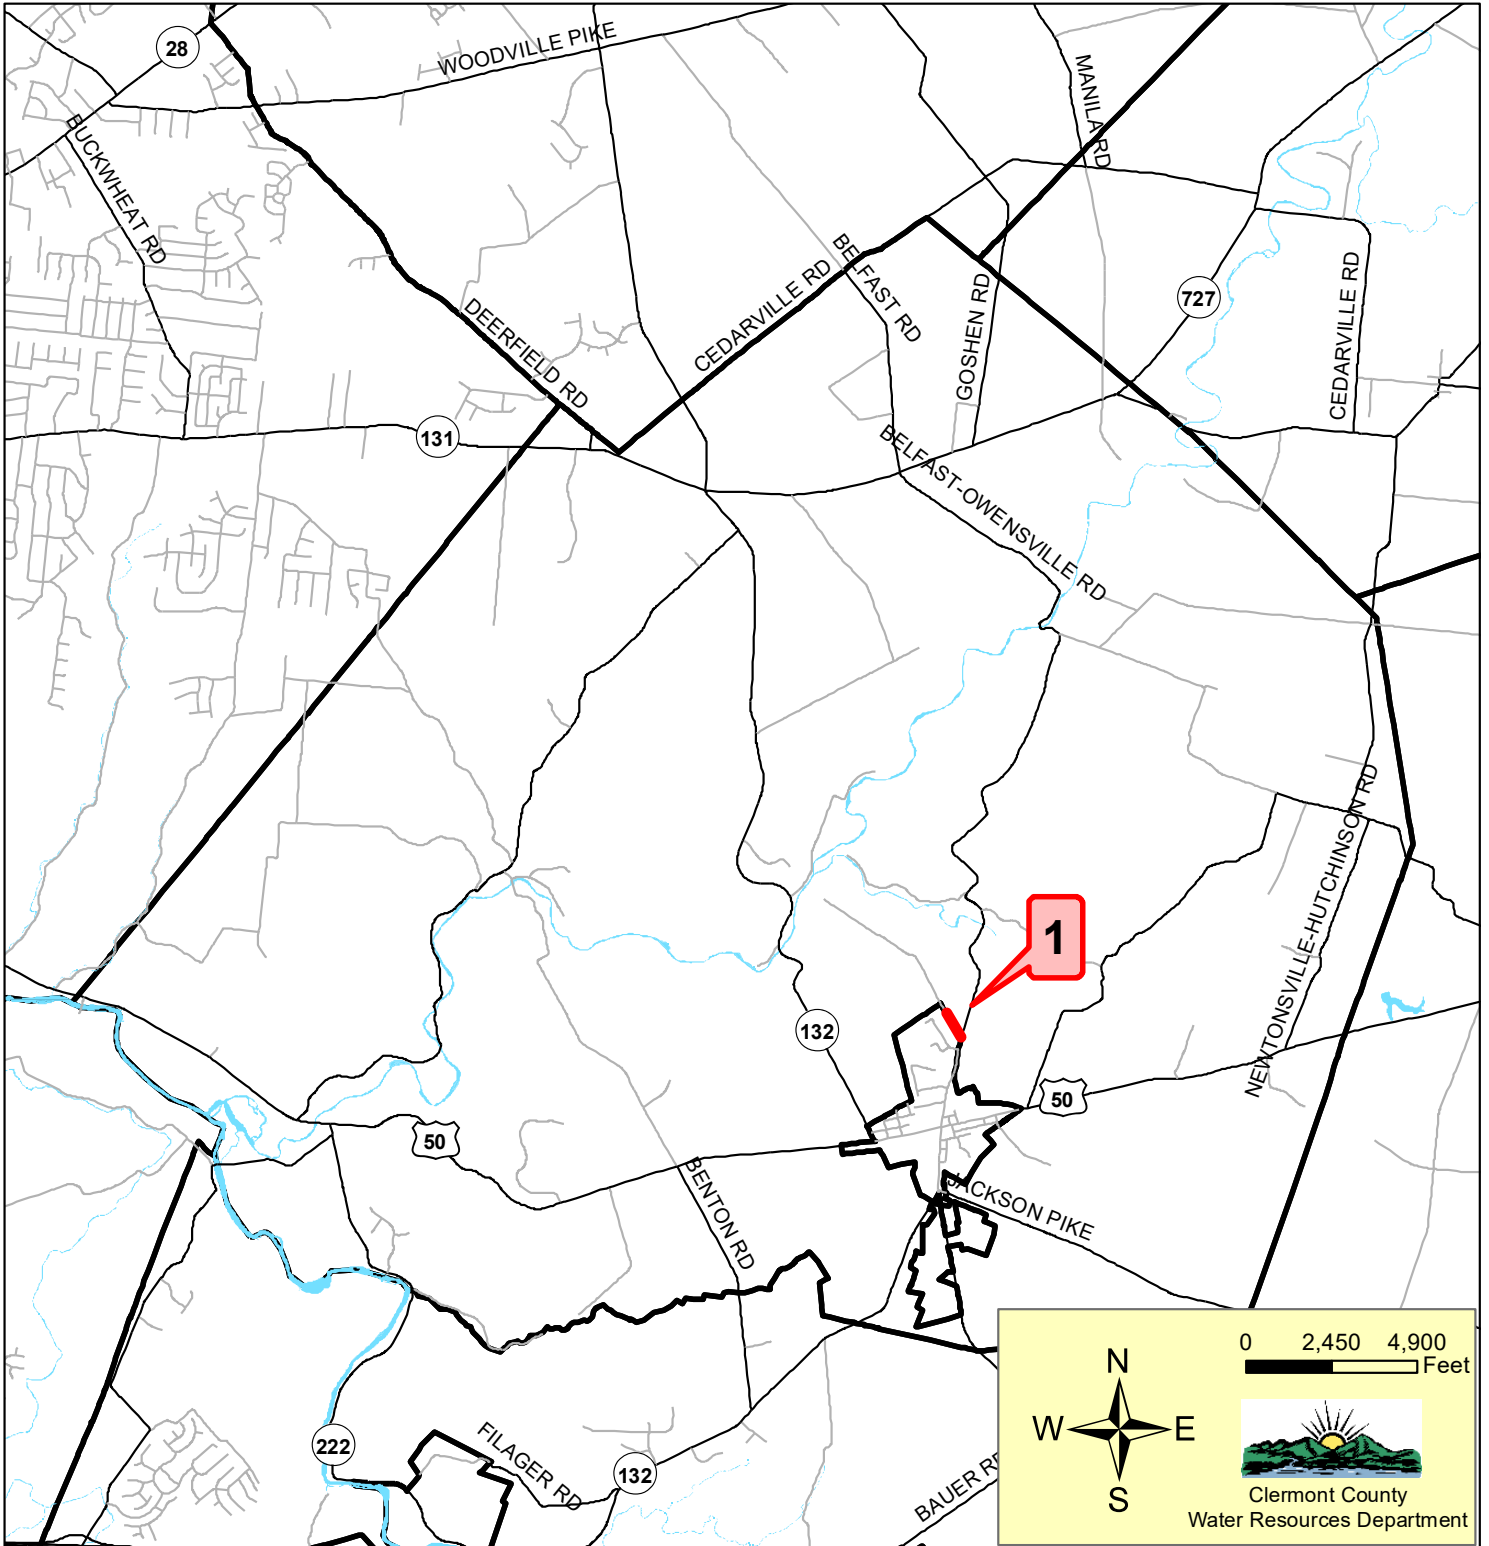 28
WOODVILLE PIKE
MANILA RD
BUCKWHEAT RD
BELFAST RD
CEDARVILLE RD
GOSHEN RD
727
CEDARVILLE RD
DEERFIELD RD
131
BELFAST-OWENSVILLE RD
NEWTONSVILLE-HUTCHINSON RD
1
132
50
50
BENTON RD
JACKSON PIKE
222
FILAGER RD
132
BAUER RD
N
W E
S
0 2,450 4,900
Feet
Clermont County
Water Resources Department